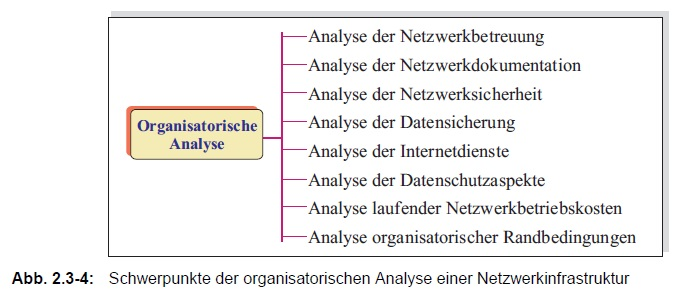 Organisatorische
Analyse
Analyse der Netzwerkbetreuung
Analyse der Netzwerkdokumentation
Analyse der Netzwerksicherheit
Analyse der Datensicherung
Analyse der Internetdienste
Analyse der Datenschutzaspekte
Analyse laufender Netzwerkbetriebskosten
Analyse organisatorischer Randbedingungen
Abb. 2.3-4: Schwerpunkte der organisatorischen Analyse einer Netzwerkinfrastruktur